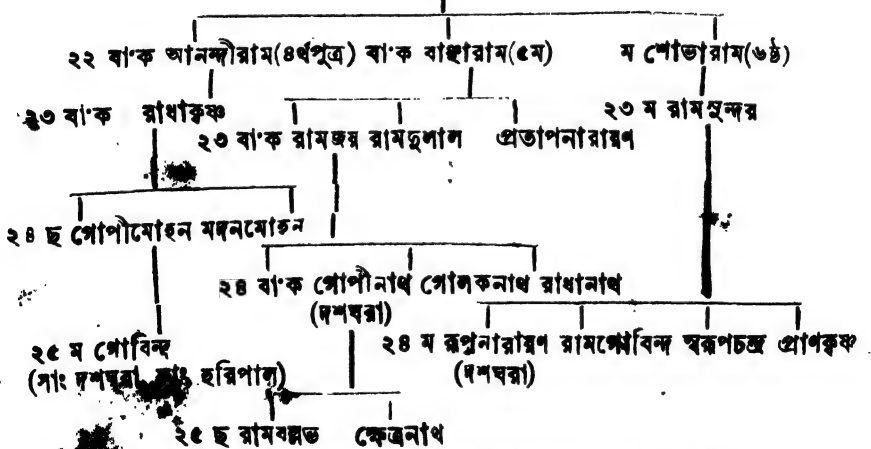 ২২ বা'ক আনন্দীরাম(৪র্থপুত্র) বা'ক বাঞ্ছারাম(৫ম) ম শোভারাম(৬ষ্ঠ)
২৩ বা'ক রাধাকৃষ্ণ
২৩ ম রামসুন্দর
২৩ বা'ক রামজয় রামদুলাল প্রতাপনারায়ণ
২৪ ছ গোপীমোহন মদনমোহন
২৪ বা'ক গোপীনাথ গোলকনাথ রাধানাথ
(দশঘরা)
২৪ ম রূপনারায়ণ রামগোবিন্দ স্বরূপচন্দ্র প্রাণকৃষ্ণ
(দশঘরা)
২৫ ম গোবিন্দ
(সাং দশঘরা সাং হরিপাল)
২৫ ছ রামবল্লভ ক্ষেত্রনাথ